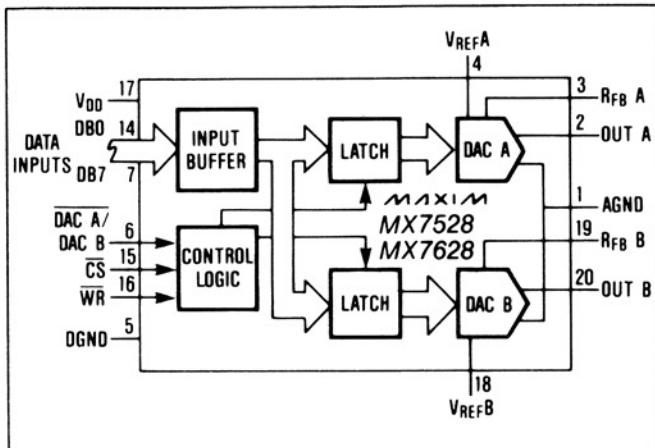 VREFA
4
17
VDD
3
RFB A
DB0
14
DATA
INPUTS
DB7
7
INPUT
BUFFER
LATCH
DAC A
2
OUT A
MAXIM
MX7528
MX7628
1
AGND
DAC A/
DAC B
6
CS
15
WR
16
CONTROL
LOGIC
19
RFB B
LATCH
DAC B
20
OUT B
DGND
5
18
VREFB